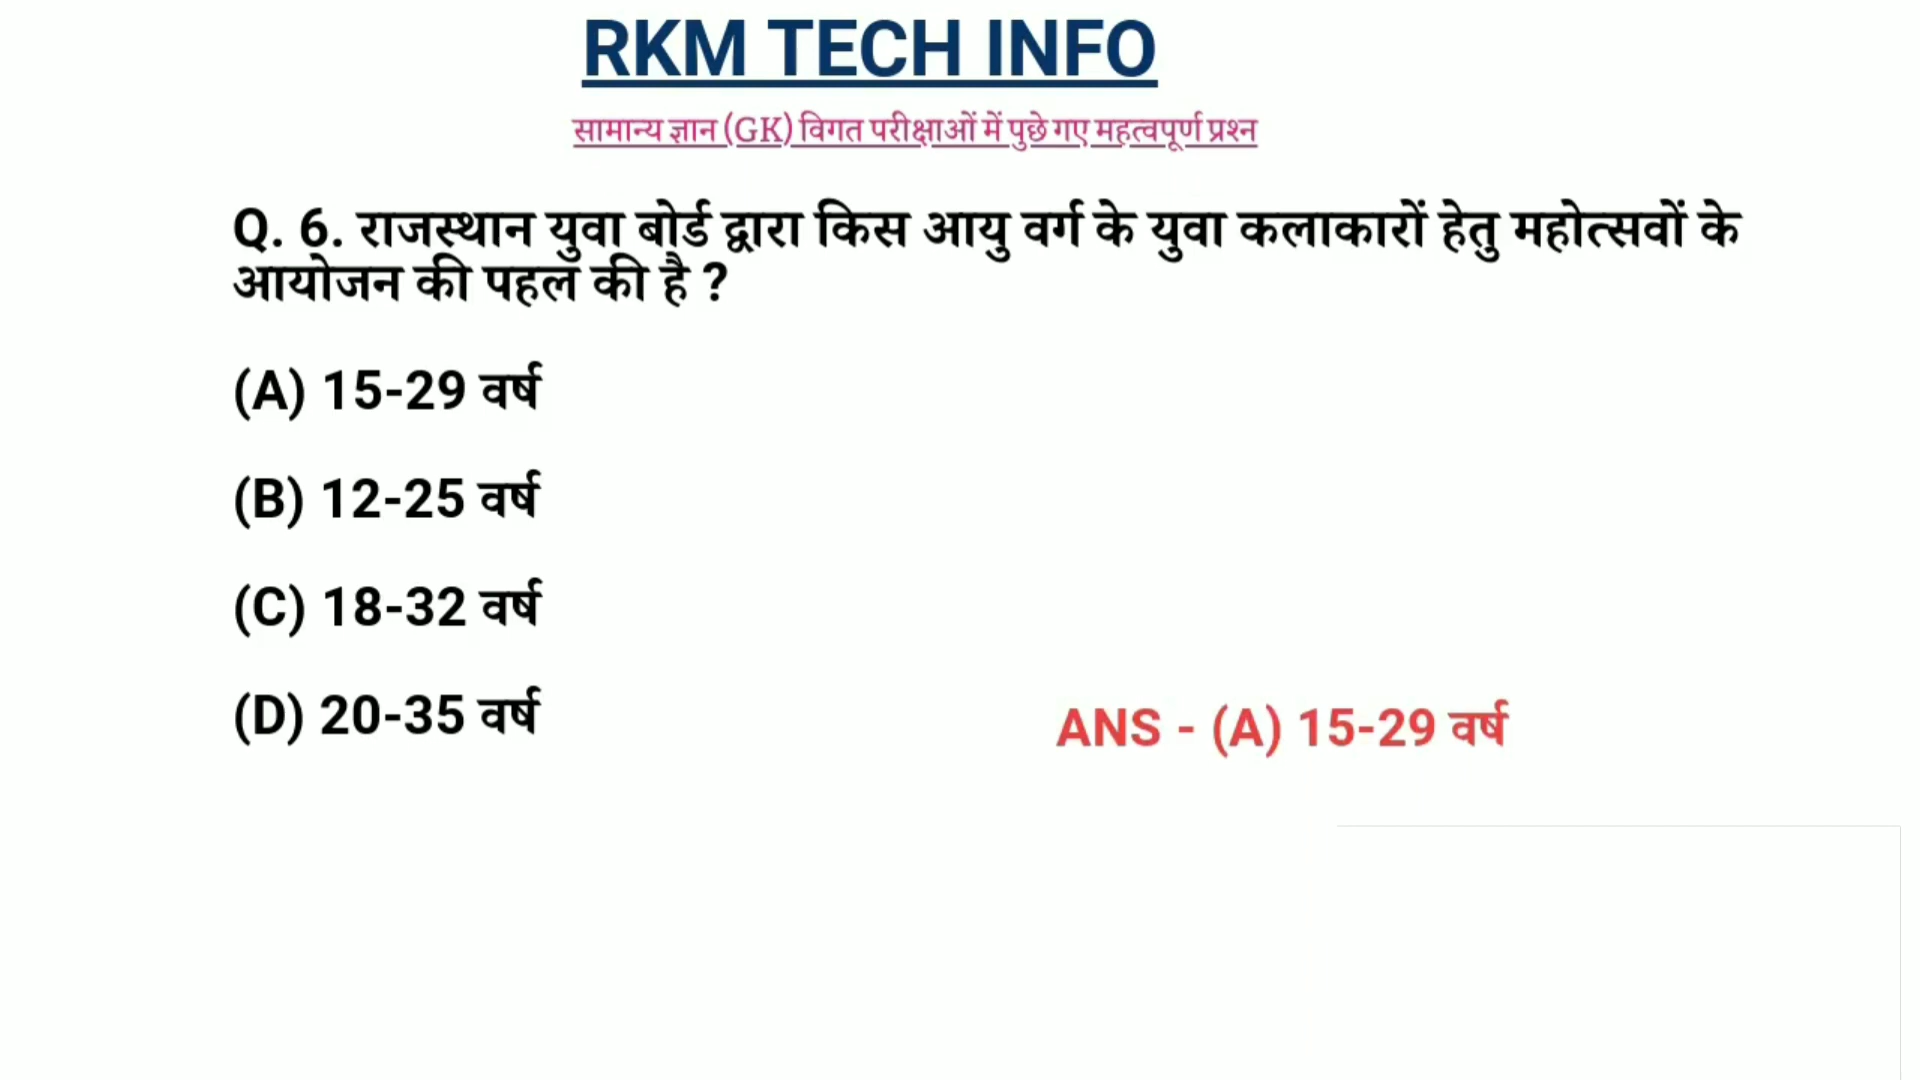 RKM TECH INFO
सामान्य ज्ञान (GK) विगत परीक्षाओं में पुछे गए महत्वपूर्ण प्रश्न
Q. 6. राजस्थान युवा बोर्ड द्वारा किस आयु वर्ग के युवा कलाकारों हेतु महोत्सवों के
आयोजन की पहल की है ?
(A) 15-29 वर्ष
(B) 12-25 वर्ष
(C) 18-32 वर्ष
(D) 20-35 वर्ष
ANS - (A) 15-29 वर्ष